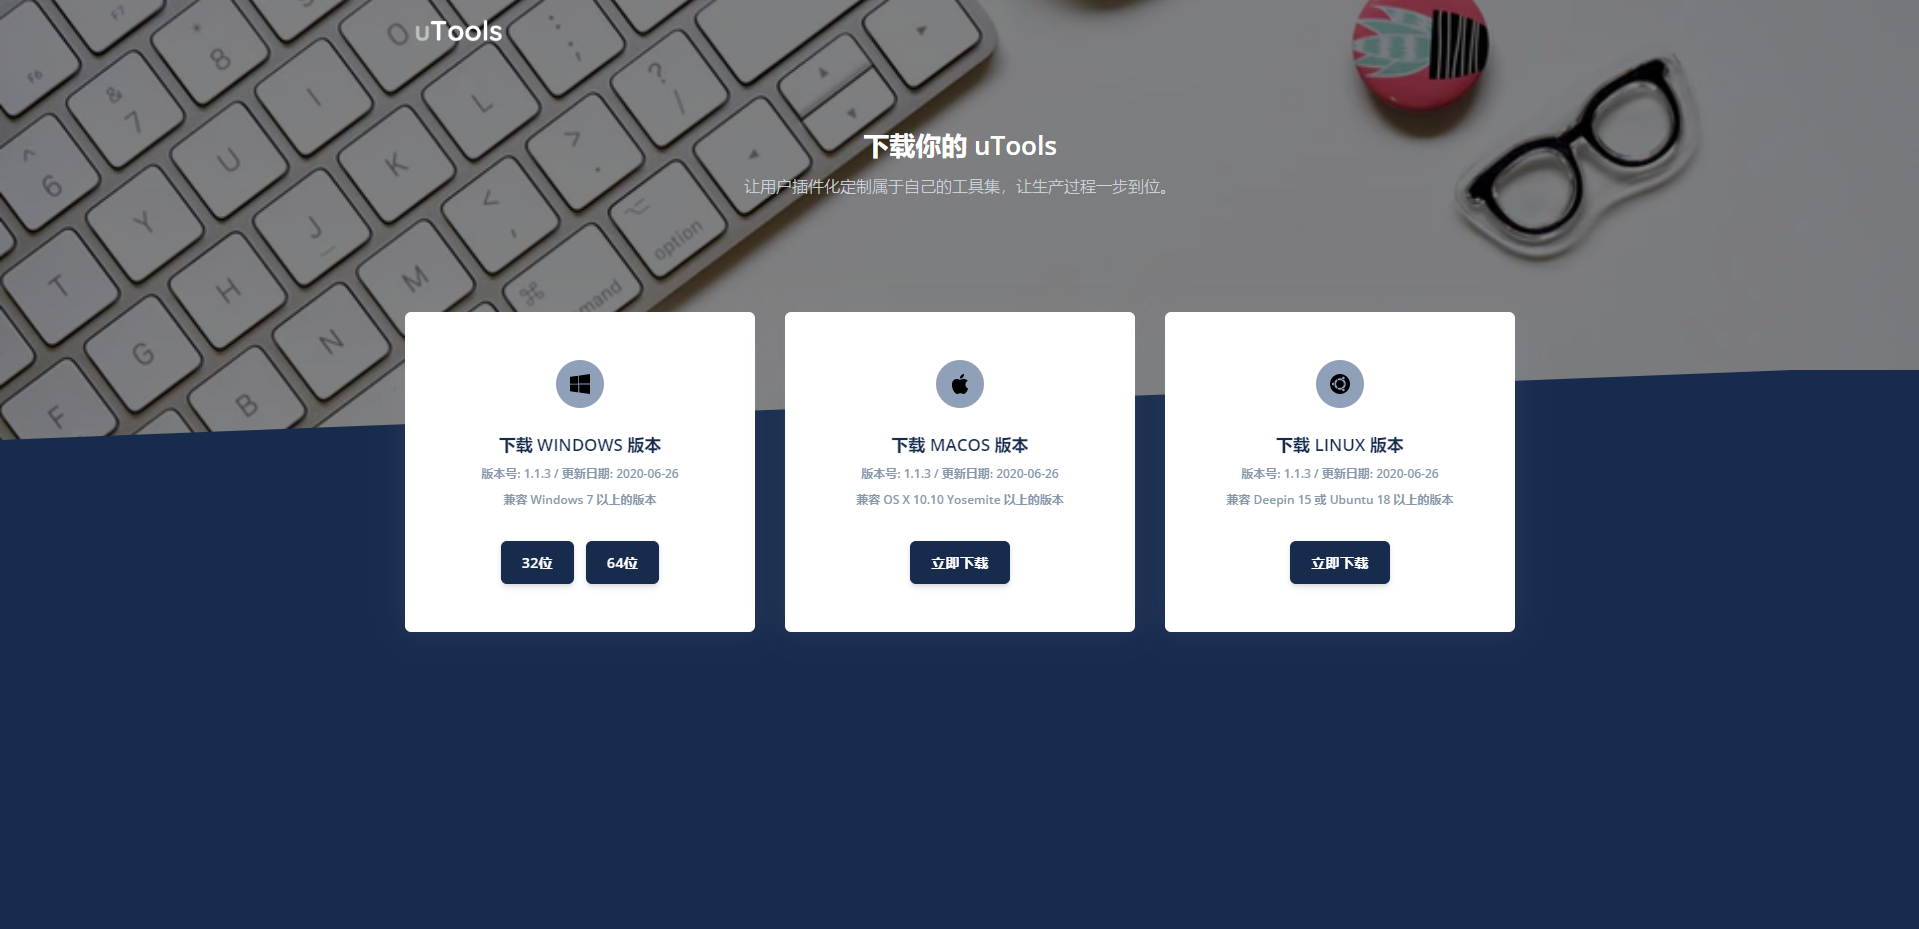 uTools
下载你的 uTools
让用户插件化定制属于自己的工具集，让生产过程一步到位。
下载 WINDOWS 版本
版本号: 1.1.3 / 更新日期: 2020-06-26
兼容 Windows 7 以上的版本
32位
64位
下载 MACOS 版本
版本号: 1.1.3 / 更新日期: 2020-06-26
兼容 OS X 10.10 Yosemite 以上的版本
立即下载
下载 LINUX 版本
版本号: 1.1.3 / 更新日期: 2020-06-26
兼容 Deepin 15 或 Ubuntu 18 以上的版本
立即下载
F6
F7
&
7
*
8
I
O
L
^
6
Y
U
K
J
M
<
,
>
.
?
/
:
;
option
⌘
T
H
G
N
F
B